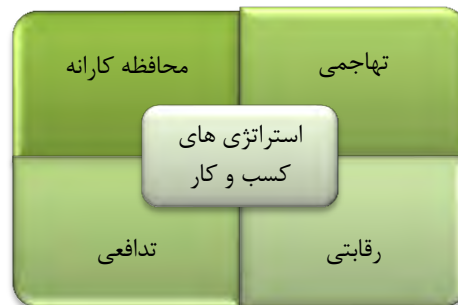 تهاجمی
محافظه کارانه
استراتژی های
کسب و کار
رقابتی
تدافعی